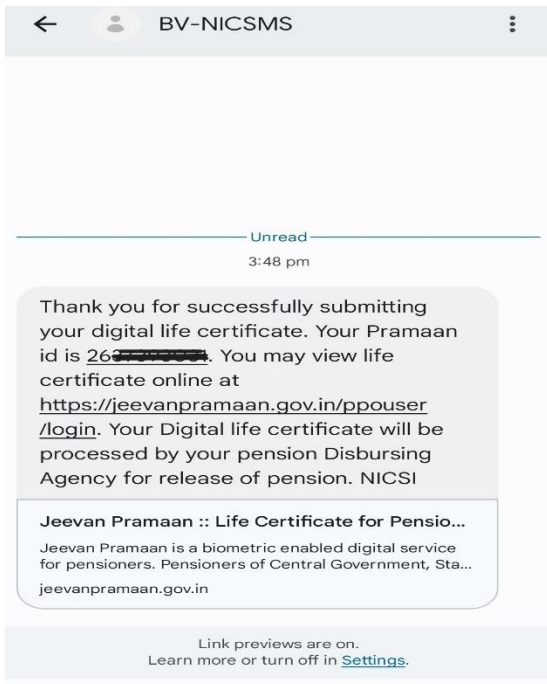 BV-NICSMS
Unread
3:48 pm
Thank you for successfully submitting
your digital life certificate. Your Pramaan
id is 26. You may view life
certificate online at
https://jeevanpramaan.gov.in/ppouser
/login. Your Digital life certificate will be
processed by your pension Disbursing
Agency for release of pension. NICSI
Jeevan Pramaan :: Life Certificate for Pensio...
Jeevan Pramaan is a biometric enabled digital service
for pensioners. Pensioners of Central Government, Sta...
jeevanpramaan.gov.in
Link previews are on.
Learn more or turn off in Settings.